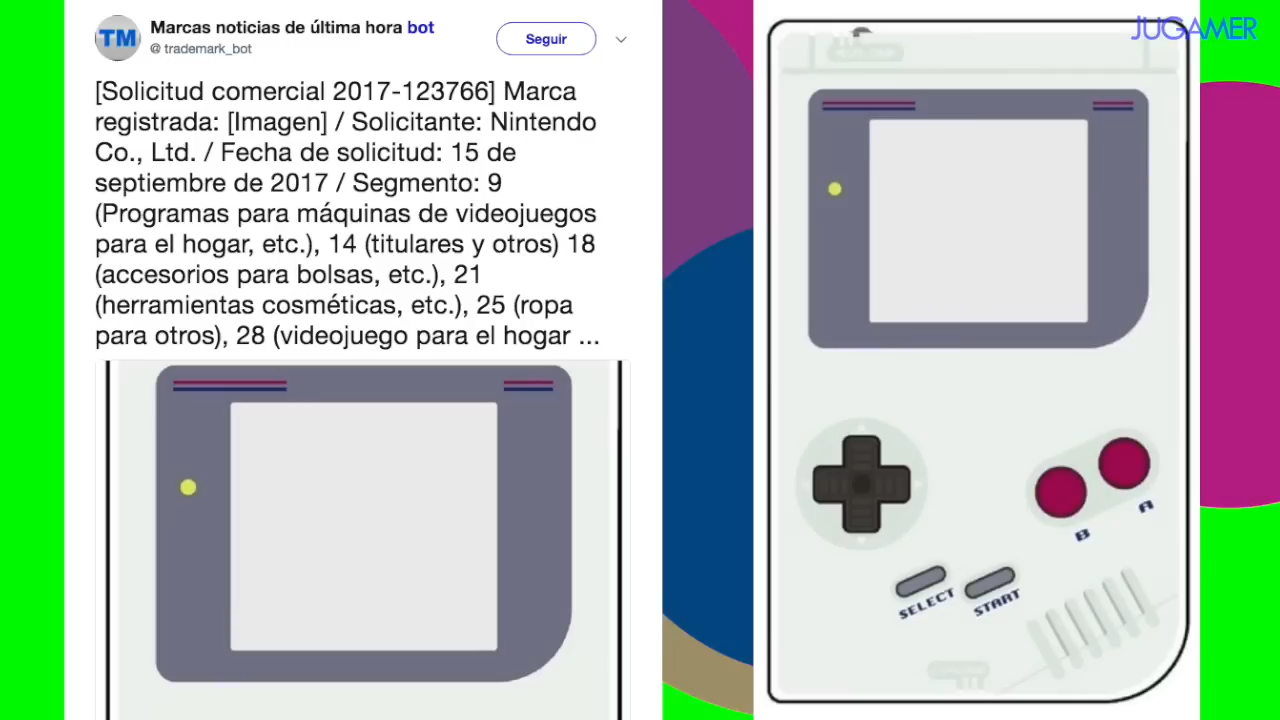 TM
Marcas noticias de última hora bot
@ trademark_bot
Seguir
[Solicitud comercial 2017-123766] Marca
registrada: [Imagen] / Solicitante: Nintendo
Co., Ltd. / Fecha de solicitud: 15 de
septiembre de 2017 / Segmento: 9
(Programas para máquinas de videojuegos
para el hogar, etc.), 14 (titulares y otros) 18
(accesorios para bolsas, etc.), 21
(herramientas cosméticas, etc.), 25 (ropa
para otros), 28 (videojuego para el hogar ...
JUGAMER
A
B
SELECT
START